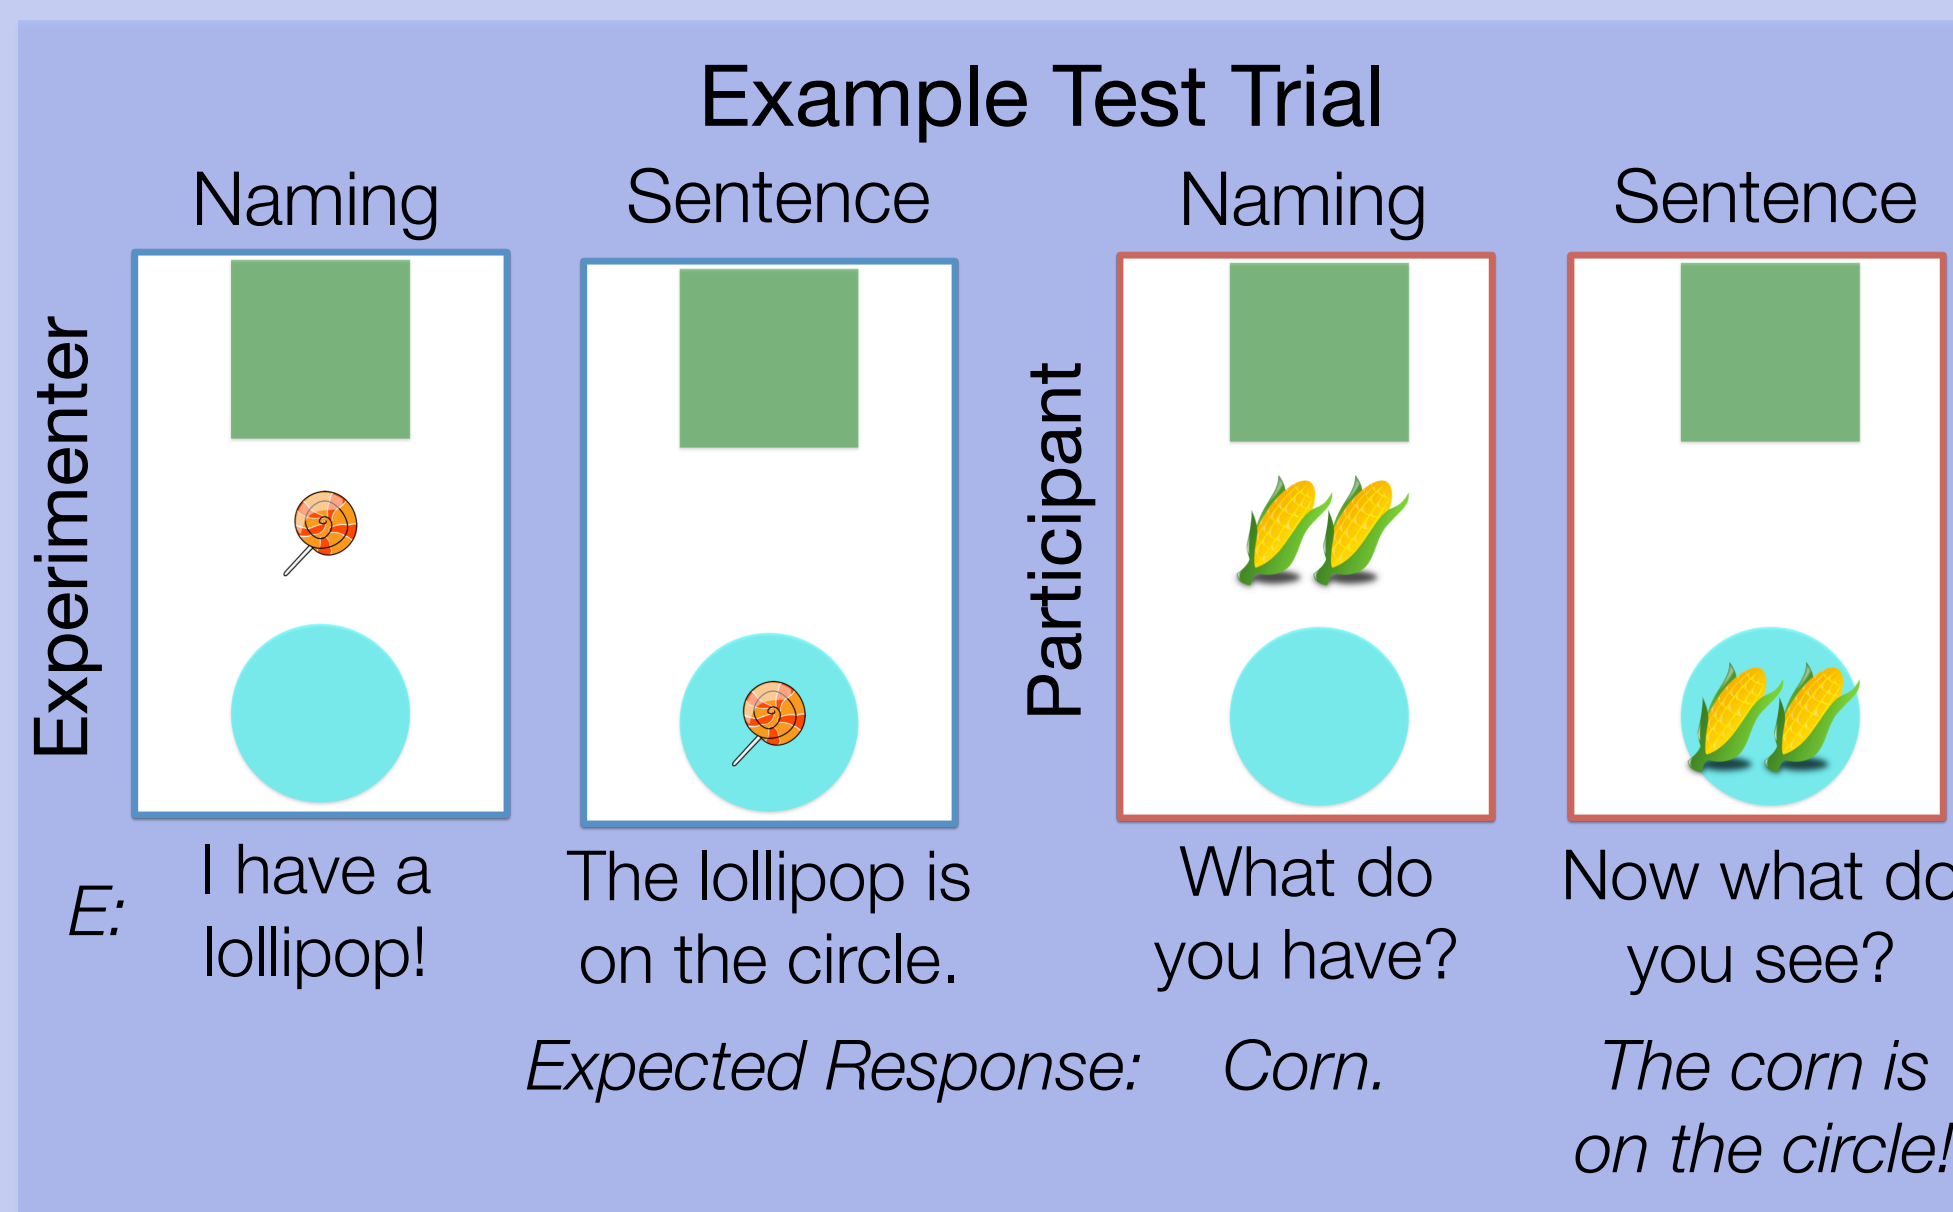 Example Test Trial
Naming
Sentence
Naming
Sentence
Experimenter
Participant
E:
I have a
lollipop!
The lollipop is
on the circle.
What do
you have?
Now what do
you see?
Expected Response:
Corn.
The corn is
on the circle!